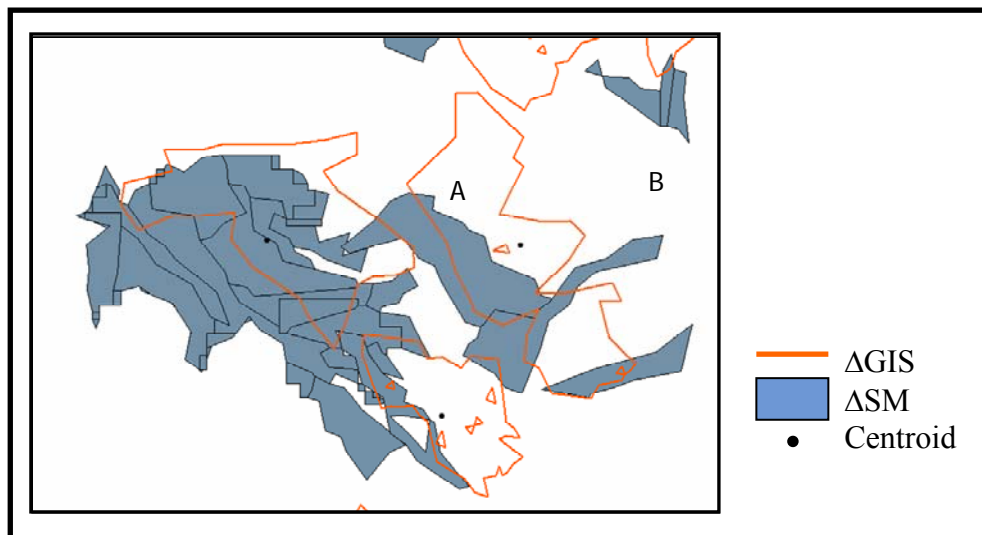 A
B
ΔGIS
ΔSM
Centroid